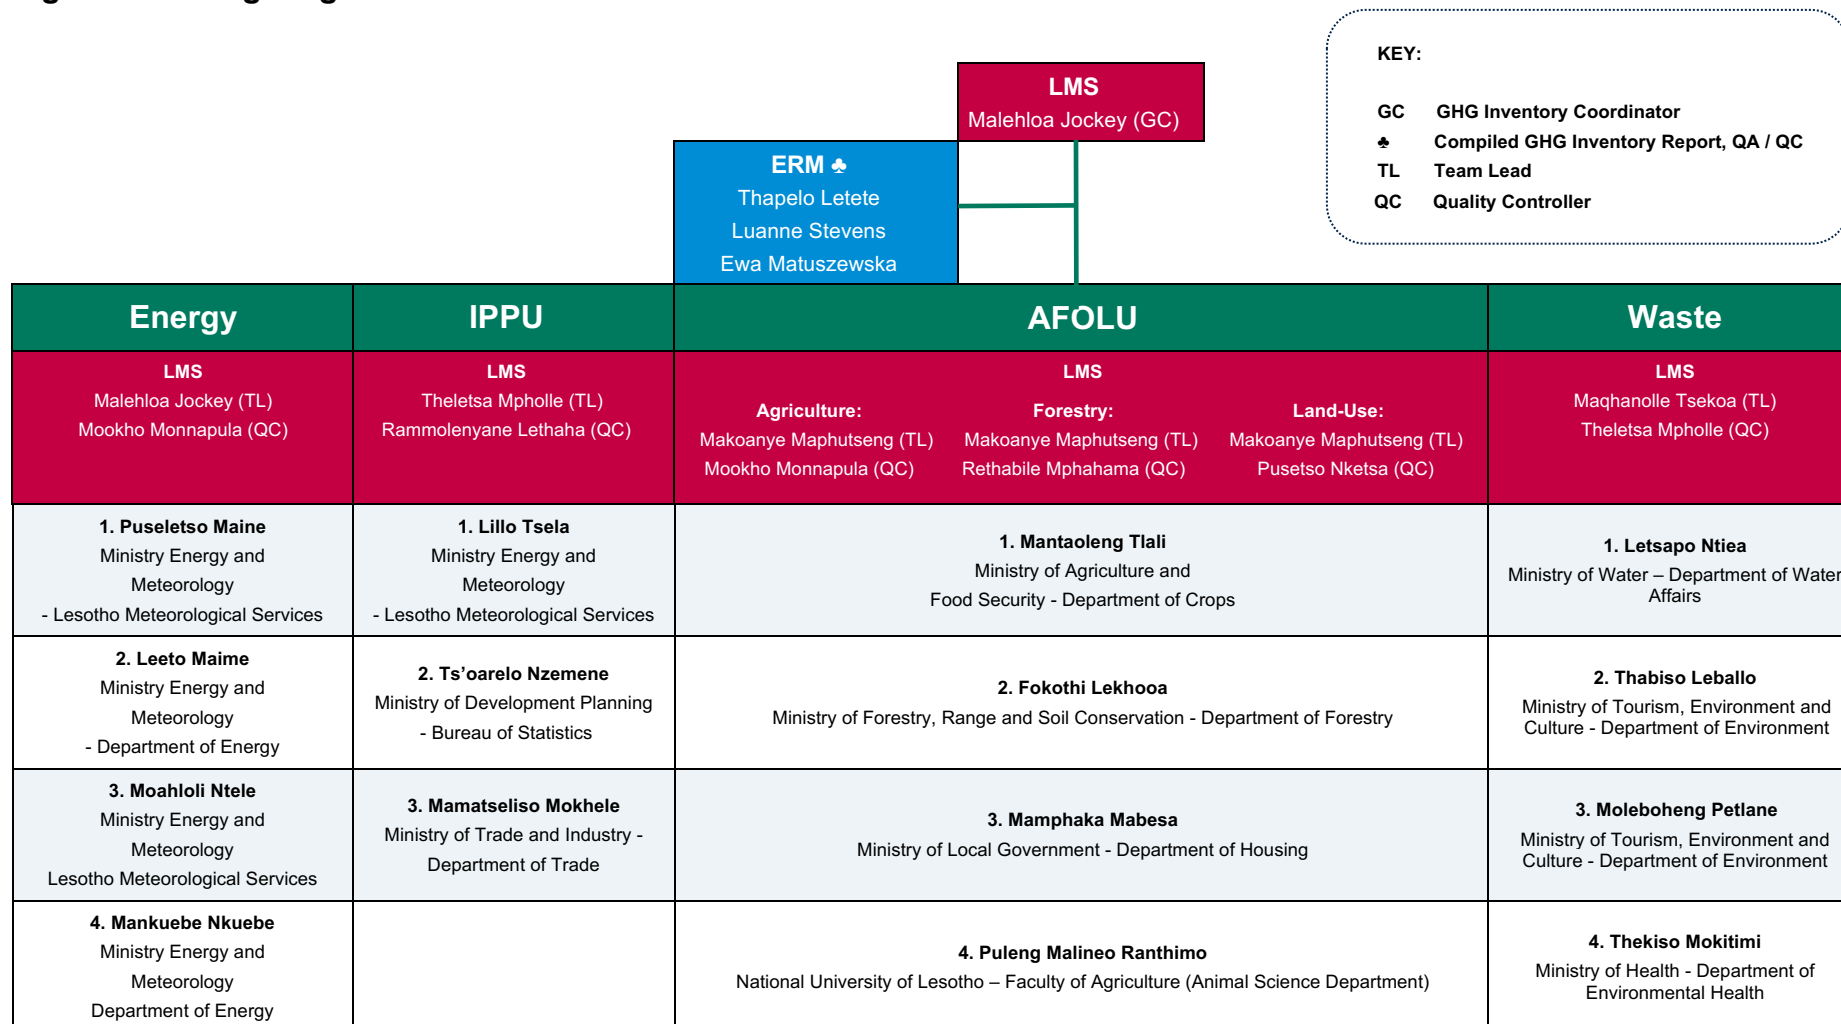 KEY:
GC GHG Inventory Coordinator
♣ Compiled GHG Inventory Report, QA / QC
TL Team Lead
QC Quality Controller
LMS
Malehloa Jockey (GC)
ERM ♣
Thapelo Letete
Luanne Stevens
Ewa Matuszewska
Energy
IPPU
AFOLU
Waste
LMS
Malehloa Jockey (TL)
Mookho Monnapula (QC)
LMS
Theletsa Mpholle (TL)
Rammolenyane Lethaha (QC)
LMS
Agriculture:
Makoanye Maphutseng (TL)
Mookho Monnapula (QC)
Forestry:
Makoanye Maphutseng (TL)
Rethabile Mphahama (QC)
Land-Use:
Makoanye Maphutseng (TL)
Pusetso Nketsa (QC)
LMS
Maqhanolle Tsekoa (TL)
Theletsa Mpholle (QC)
1. Puseletso Maine
Ministry Energy and
Meteorology
- Lesotho Meteorological Services
1. Lillo Tsela
Ministry Energy and
Meteorology
- Lesotho Meteorological Services
1. Mantaoleng Tlali
Ministry of Agriculture and
Food Security - Department of Crops
1. Letsapo Ntiea
Ministry of Water – Department of Water
Affairs
2. Leeto Maime
Ministry Energy and
Meteorology
- Department of Energy
2. Ts’oarelo Nzemene
Ministry of Development Planning
- Bureau of Statistics
2. Fokothi Lekhooa
Ministry of Forestry, Range and Soil Conservation - Department of Forestry
2. Thabiso Leballo
Ministry of Tourism, Environment and
Culture - Department of Environment
3. Moahloli Ntele
Ministry Energy and
Meteorology
Lesotho Meteorological Services
3. Mamatseliso Mokhele
Ministry of Trade and Industry -
Department of Trade
3. Mamphaka Mabesa
Ministry of Local Government - Department of Housing
3. Moleboheng Petlane
Ministry of Tourism, Environment and
Culture - Department of Environment
4. Mankuebe Nkuebe
Ministry Energy and
Meteorology
Department of Energy
4. Puleng Malineo Ranthimo
National University of Lesotho – Faculty of Agriculture (Animal Science Department)
4. Thekiso Mokitimi
Ministry of Health - Department of
Environmental Health